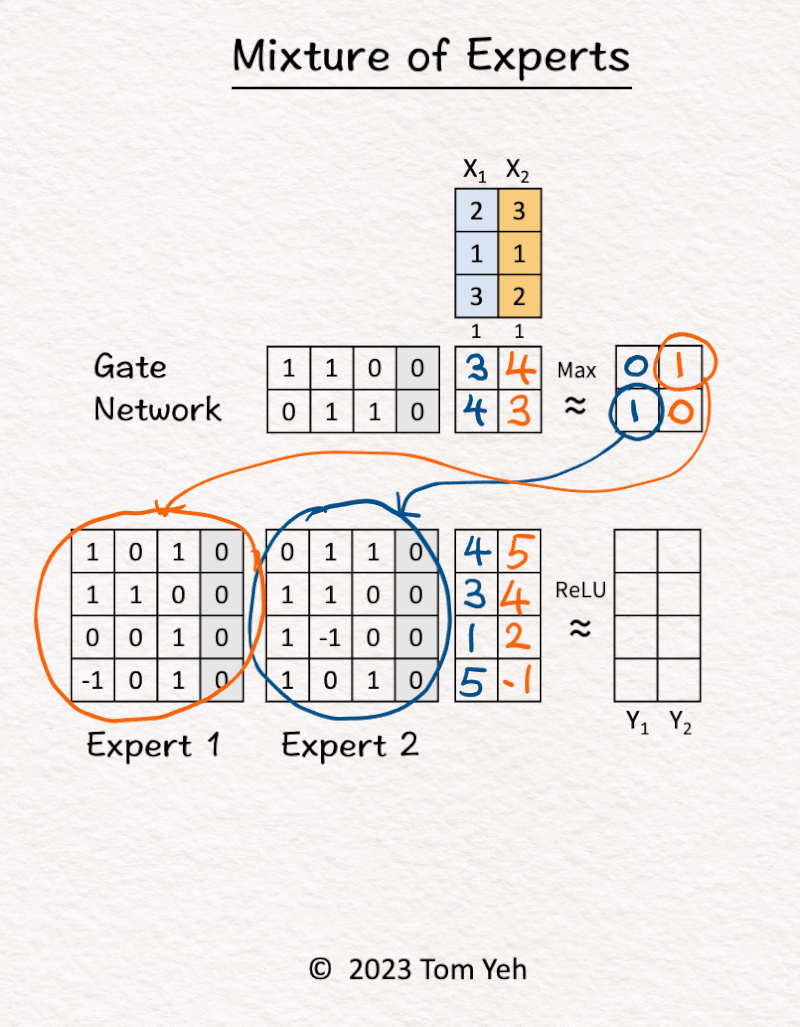 Mixture of Experts
X1 X2
2 3
1 1
3 2
1 1
Gate 1 1 0 0 3 4 Max 0 1
Network 0 1 1 0 4 3 ≈ 1 0
1 0 1 0 0 1 1 0 4 5
1 1 0 0 1 1 0 0 3 4 ReLU
0 0 1 0 1 -1 0 0 1 2 ≈
-1 0 1 0 1 0 1 0 5 -1
Y1 Y2
Expert 1 Expert 2
© 2023 Tom Yeh